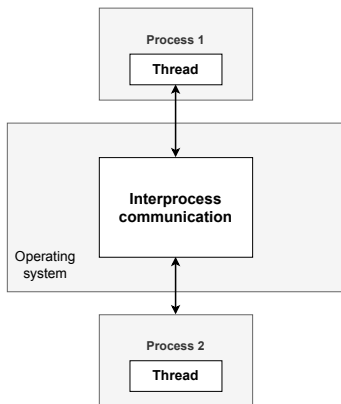 Process 1
Thread
Interprocess
communication
Operating
system
Process 2
Thread